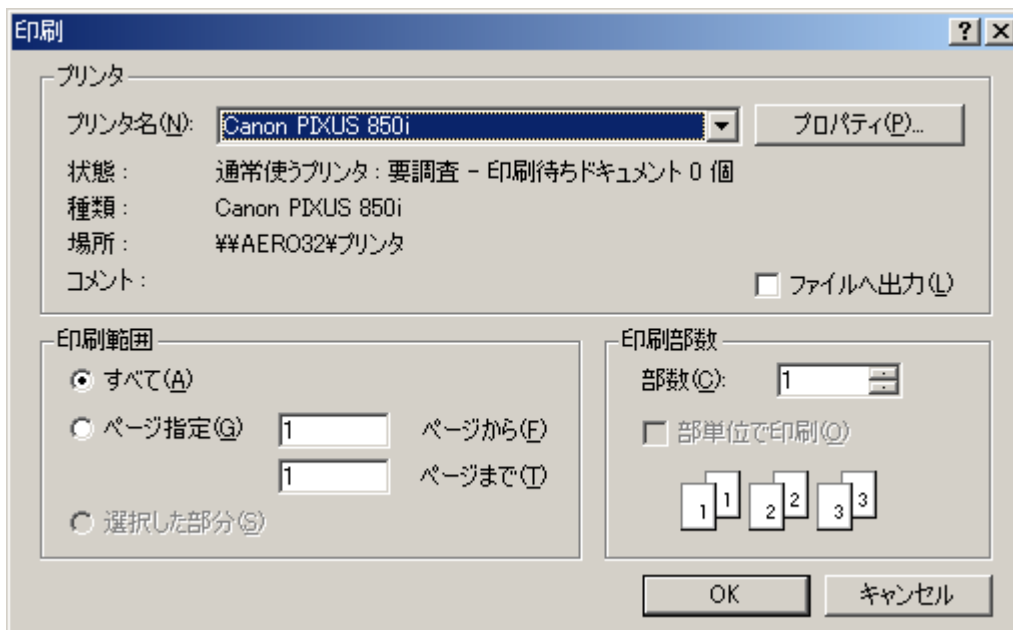 印刷
プリンタ
プリンタ名(N): Canon PIXUS 850i プロパティ(P)...
状態 : 通常使うプリンタ : 要調査 - 印刷待ちドキュメント 0 個
種類 : Canon PIXUS 850i
場所 : ¥¥AERO32¥プリンタ
コメント : ファイルへ出力(L)
印刷範囲
すべて(A)
ページ指定(G) 1 ページから(F)
1 ページまで(T)
選択した部分(S)
印刷部数
部数(C): 1
部単位で印刷(O)
1 1 2 2 3 3
OK キャンセル